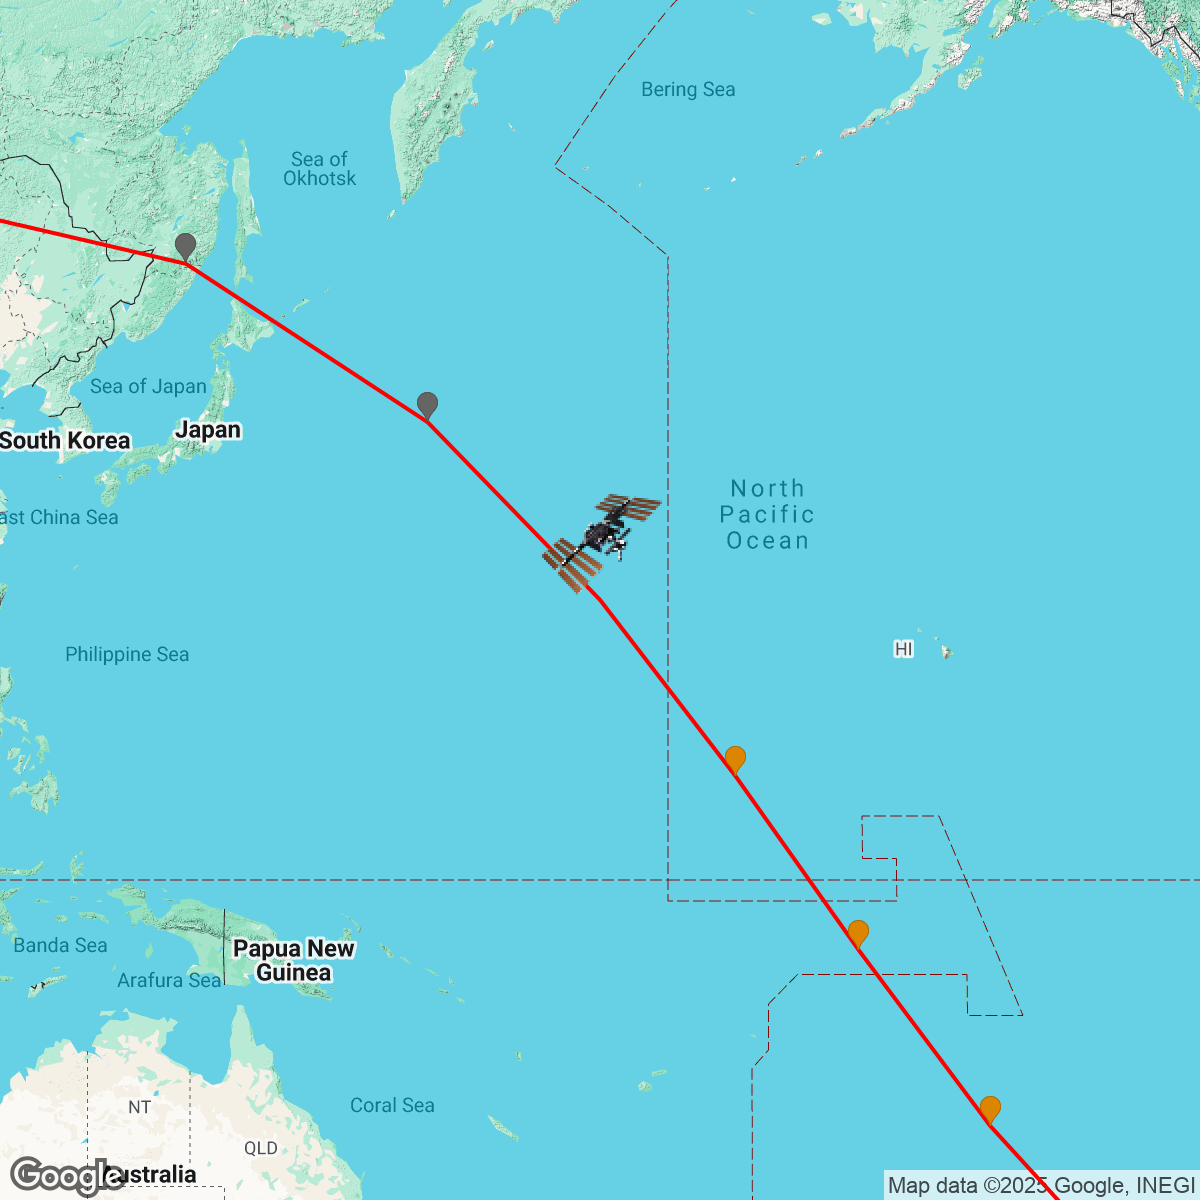 Bering Sea
Sea of
Okhotsk
Sea of Japan
Japan
South Korea
ast China Sea
North
Pacific
Ocean
HI
Philippine Sea
Banda Sea
Papua New
Guinea
Arafura Sea
NT
Coral Sea
QLD
Australia
Google
Map data ©2025 Google, INEGI